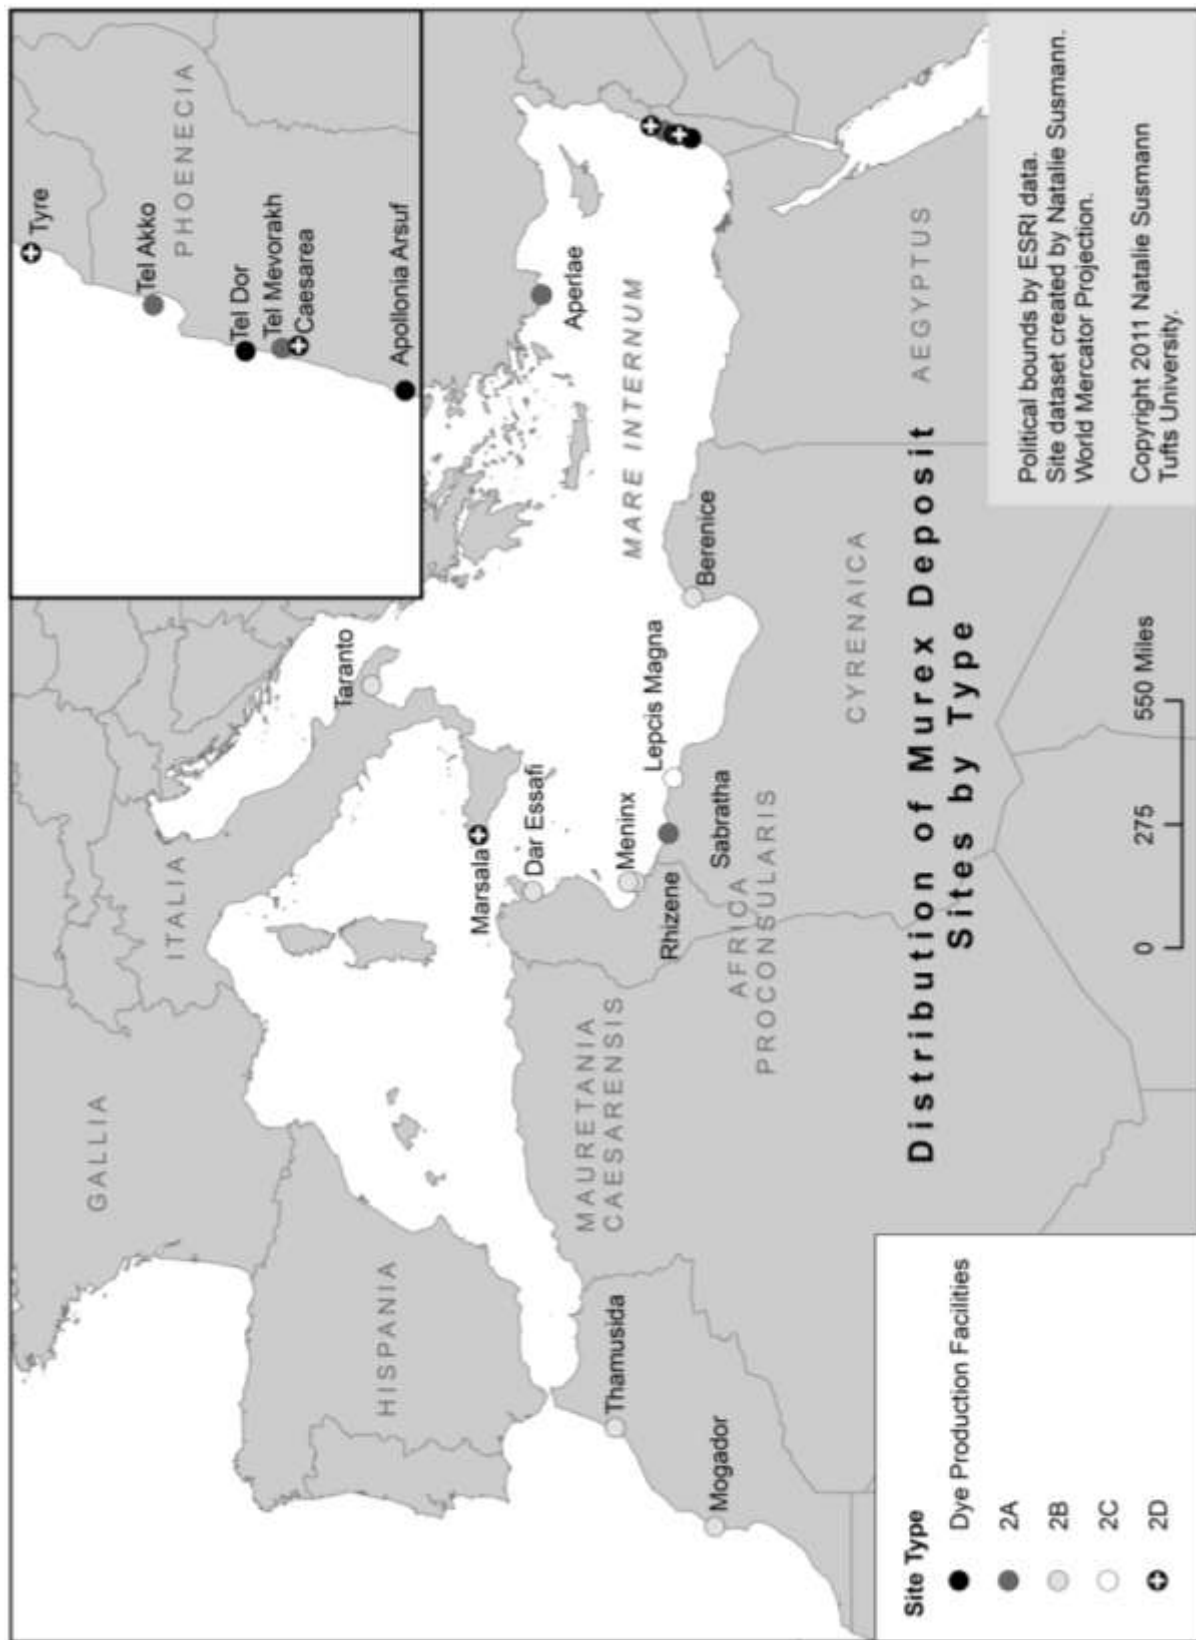 Tyre
Tel Akko
PHOENECIA
Tel Dor
Tel Mevorakh
Caesarea
Apollonia Arsuf
GALLIA
ITALIA
HISPANIA
Taranto
Marsala
Dar Essafi
Meninx
Rhizene
Lepcis Magna
Sabratha
Berenice
Aperlae
MARE INTERNUM
Thamusida
Mogador
MAURETANIA
CAESARENSIS
AFRICA
PROCONSULARIS
CYRENAICA
AEGYPTUS
Distribution of Murex Deposit
Sites by Type
Site Type
Dye Production Facilities
2A
2B
2C
2D
0 275 550 Miles
Political bounds by ESRI data.
Site dataset created by Natalie Susmann.
World Mercator Projection.
Copyright 2011 Natalie Susmann
Tufts University.